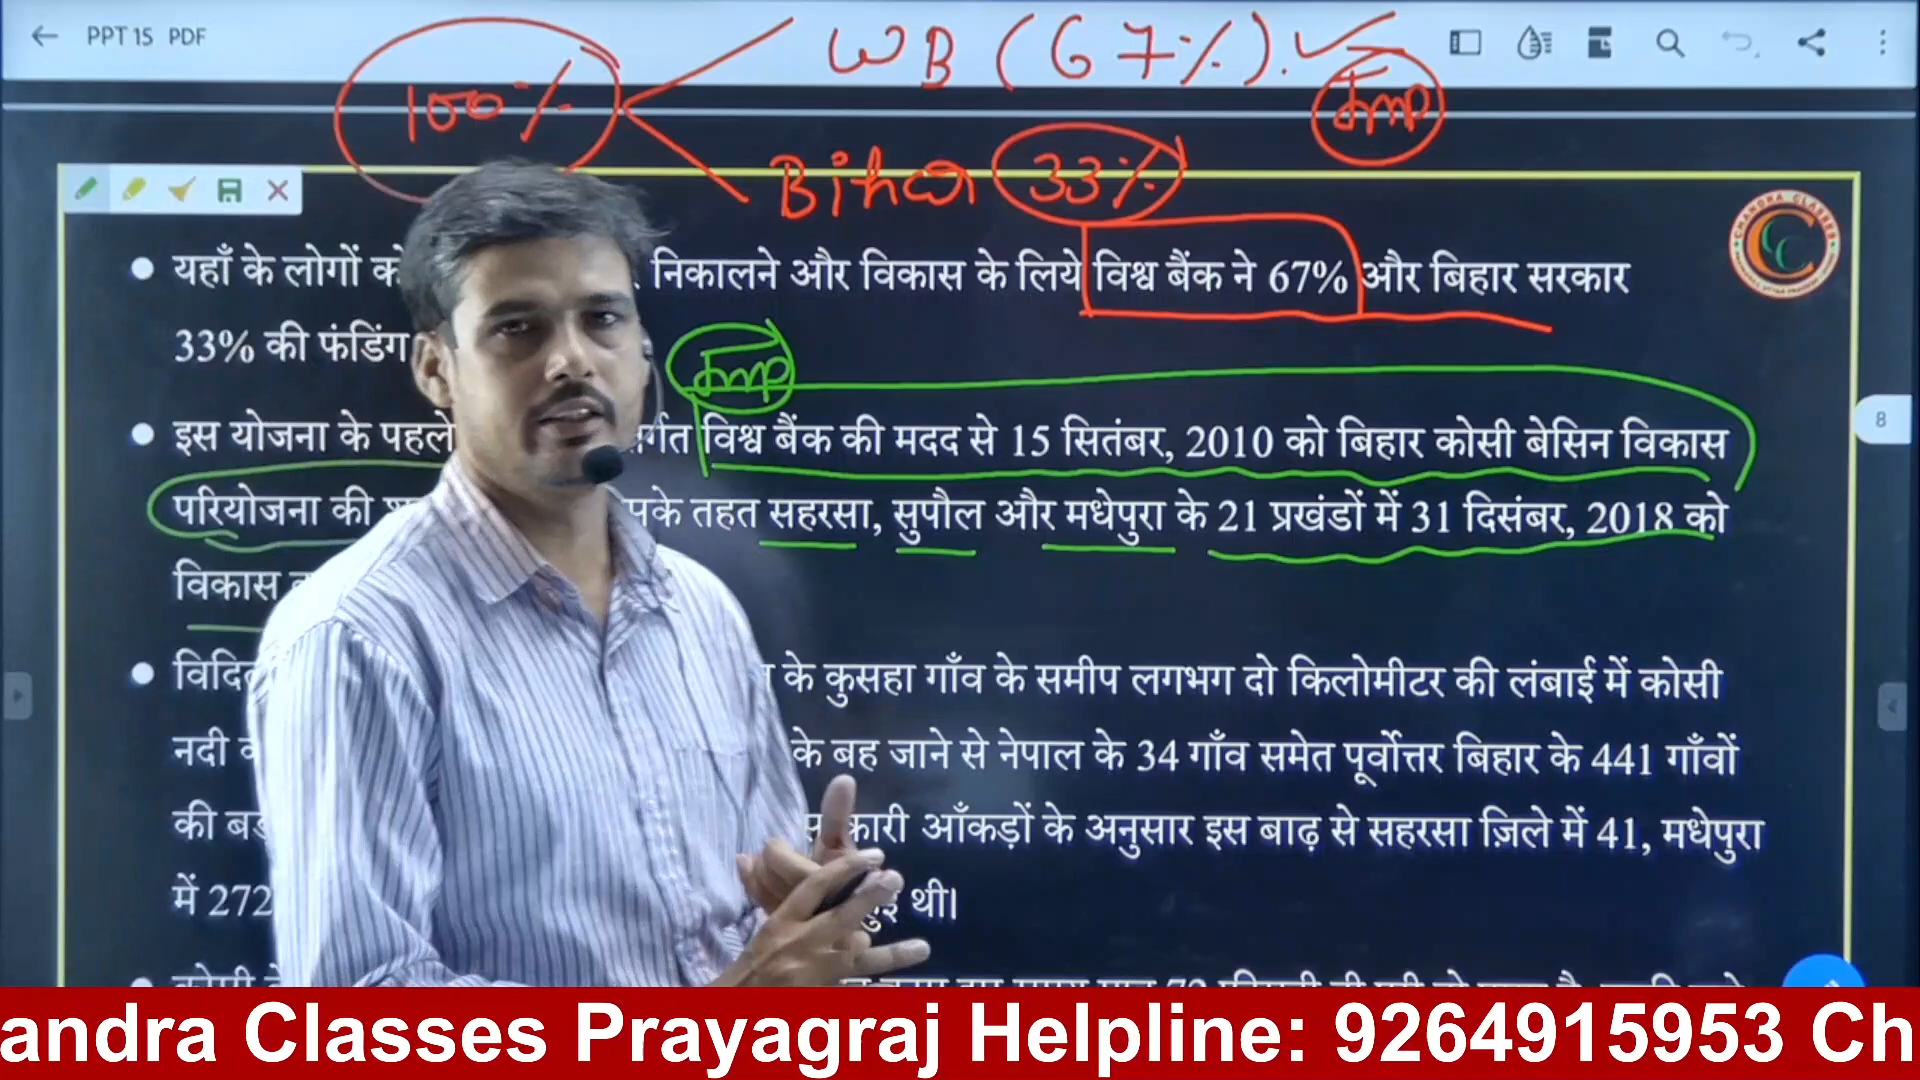 PPT 15 PDF
WB (67%).
100%
Imp
Bihar 33%
CHANDRA CLASSES
यहाँ के लोगों को निकालने और विकास के लिये विश्व बैंक ने 67% और बिहार सरकार
33% की फंडिंग
Imp
इस योजना के पहले विश्व बैंक की मदद से 15 सितंबर, 2010 को बिहार कोसी बेसिन विकास
8
परियोजना की तहत सहरसा, सुपौल और मधेपुरा के 21 प्रखंडों में 31 दिसंबर, 2018 को
विकास
के कुसहा गाँव के समीप लगभग दो किलोमीटर की लंबाई में कोसी
नदी के बह जाने से नेपाल के 34 गाँव समेत पूर्वोत्तर बिहार के 441 गाँवों
की आँकड़ों के अनुसार इस बाढ़ से सहरसा ज़िले में 41, मधेपुरा
में 272 थी।
andra Classes Prayagraj Helpline: 9264915953 Ch